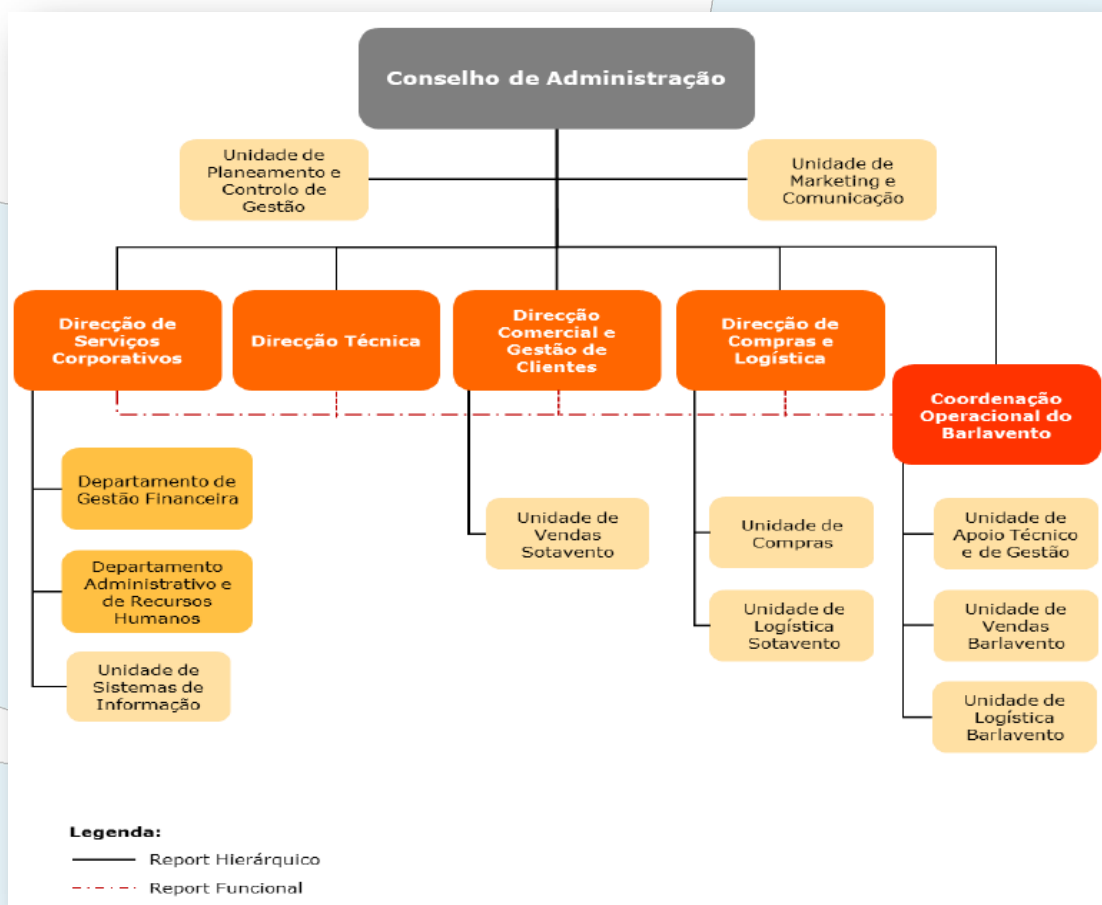 Conselho de Administração
Unidade de
Planeamento e
Controlo de
Gestão
Unidade de
Marketing e
Comunicação
Direcção de
Serviços
Corporativos
Direcção Técnica
Direcção
Comercial e
Gestão de
Clientes
Direcção de
Compras e
Logística
Coordenação
Operacional do
Barlavento
Departamento de
Gestão Financeira
Departamento
Administrativo e
de Recursos
Humanos
Unidade de
Sistemas de
Informação
Unidade de
Vendas
Sotavento
Unidade de
Compras
Unidade de
Logística
Sotavento
Unidade de
Apoio Técnico
e de Gestão
Unidade de
Vendas
Barlavento
Unidade de
Logística
Barlavento
Legenda:
Report Hierárquico
Report Funcional